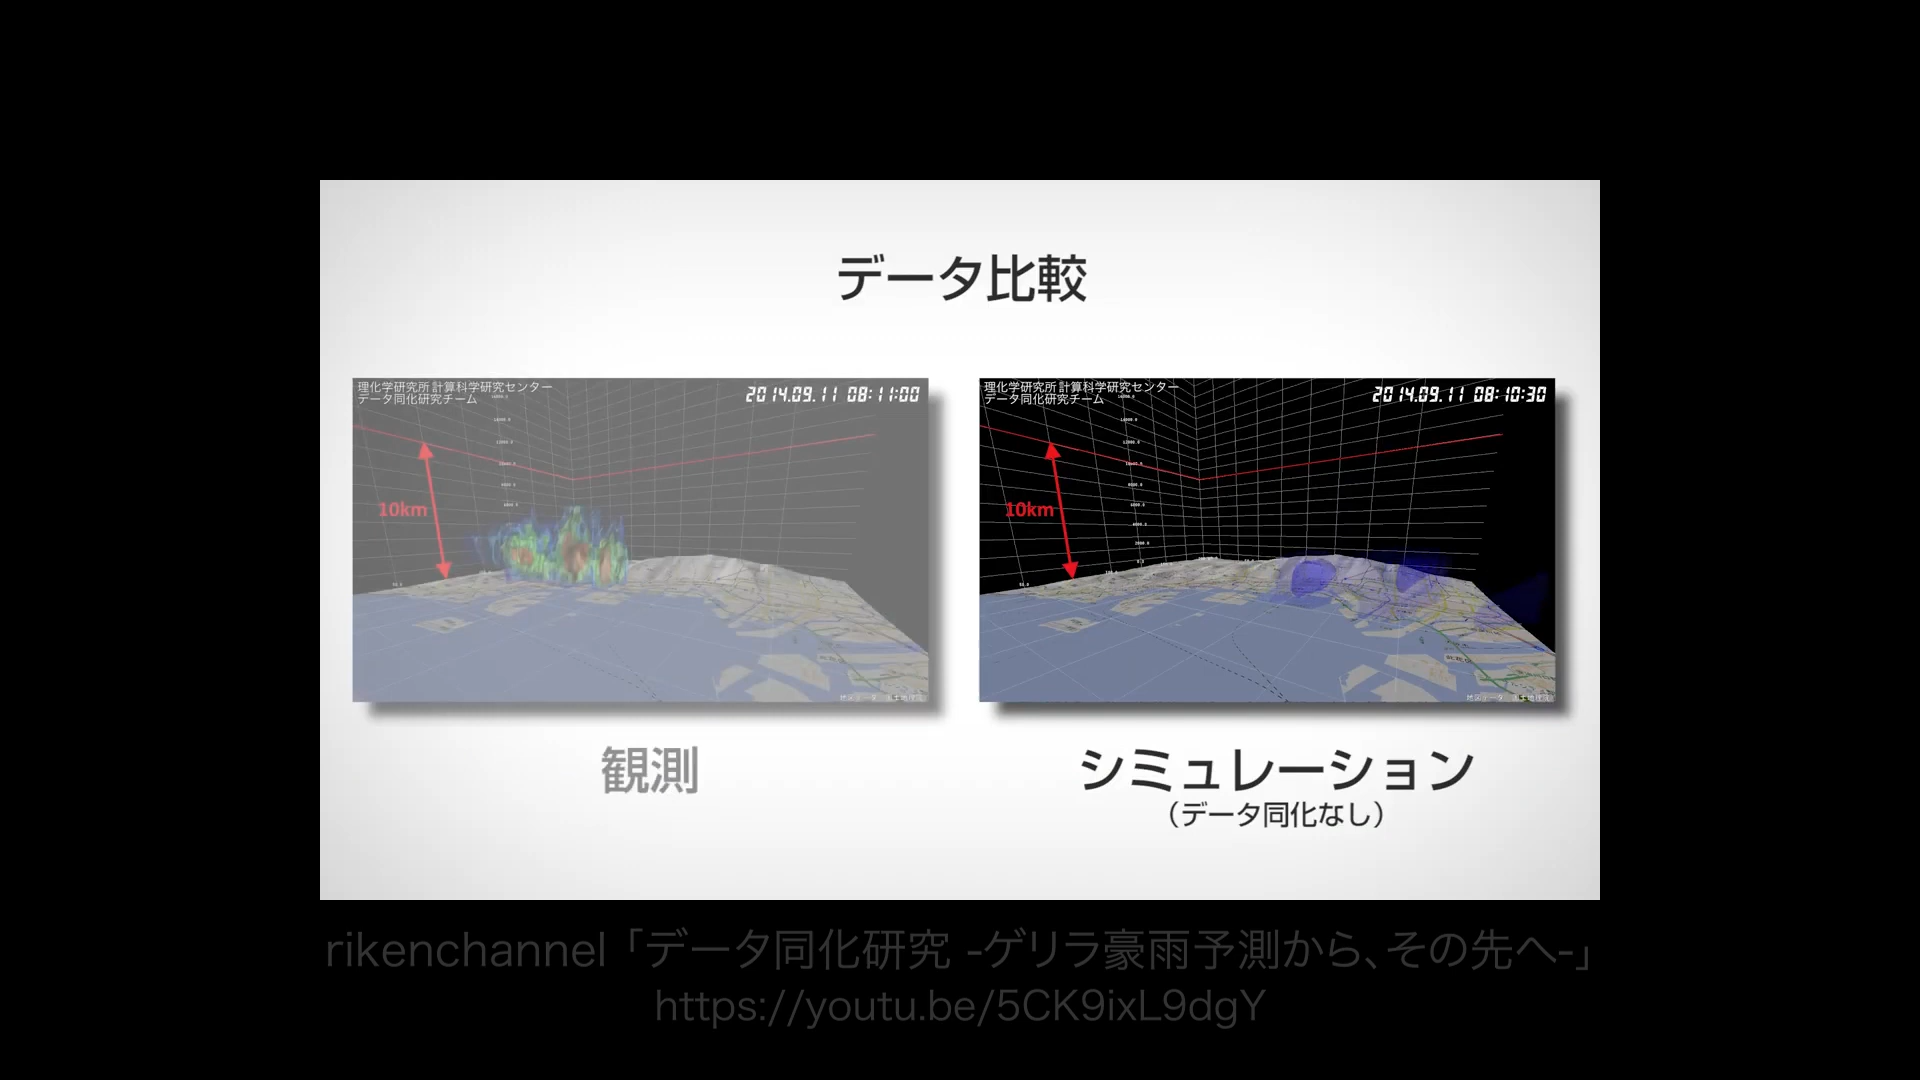 データ比較
理化学研究所 計算科学研究センター
データ同化研究チーム
2014.09.11 08:11:00
10km
観測
理化学研究所 計算科学研究センター
データ同化研究チーム
2014.09.11 08:10:30
10km
シミュレーション
（データ同化なし）
rikenchannel「データ同化研究 -ゲリラ豪雨予測から、その先へ-」
https://youtu.be/5CK9ixL9dgY